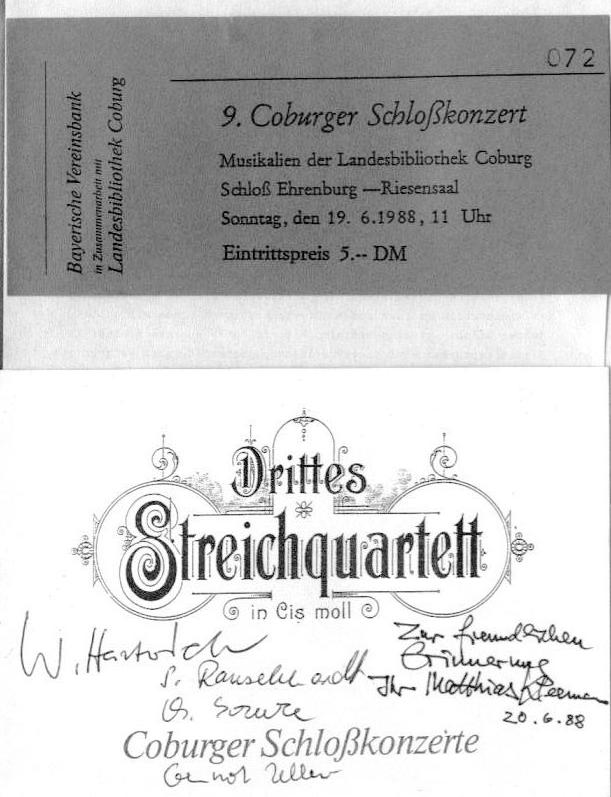 072
Bayerische Vereinsbank
in Zusammenarbeit mit
Landesbibliothek Coburg
9. Coburger Schloßkonzert
Musikalien der Landesbibliothek Coburg
Schloß Ehrenburg —Riesensaal
Sonntag, den 19. 6.1988, 11 Uhr
Eintrittspreis 5.-- DM
Drittes
Streichquartett
in Cis moll
W.
Zur freundlichen
Erinnerung
Ihr Matthias
20.6.88
S.
Coburger Schloßkonzerte
Gernot